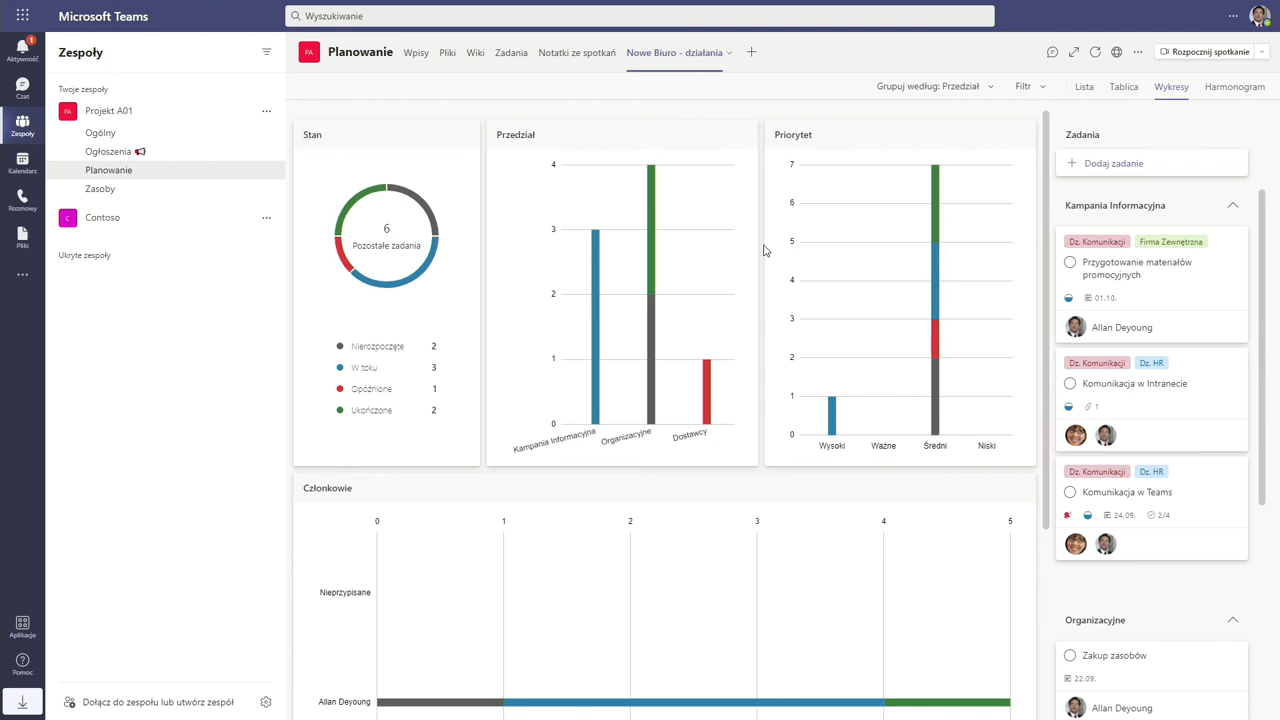 Microsoft Teams
Wyszukiwanie
1
Aktywność
Czat
Zespoły
Kalendarz
Rozmowy
Pliki
Aplikacje
Pomoc
Zespoły
Twoje zespoły
PA Projekt A01
Ogólny
Ogłoszenia
Planowanie
Zasoby
C Contoso
Ukryte zespoły
Dołącz do zespołu lub utwórz zespół
PA Planowanie Wpisy Pliki Wiki Zadania Notatki ze spotkań Nowe Biuro - działania
Rozpocznij spotkanie
Grupuj według: Przedział Filtr Lista Tablica Wykresy Harmonogram
Stan
6
Pozostałe zadania
Nierozpoczęte 2
W toku 3
Opóźnione 1
Ukończone 2
Przedział
4
3
2
1
0
Kampania Informacyjna Organizacyjne Dostawcy
Priorytet
7
6
5
4
3
2
1
0
Wysoki Ważne Średni Niski
Członkowie
0 1 2 3 4 5
Nieprzypisane
Allan Deyoung
Zadania
Dodaj zadanie
Kampania Informacyjna
Dz. Komunikacji Firma Zewnętrzna
Przygotowanie materiałów
promocyjnych
01.10.
Allan Deyoung
Dz. Komunikacji Dz. HR
Komunikacja w Intranecie
1
Dz. Komunikacji Dz. HR
Komunikacja w Teams
24.09. 2/4
Organizacyjne
Zakup zasobów
22.09.
Allan Deyoung